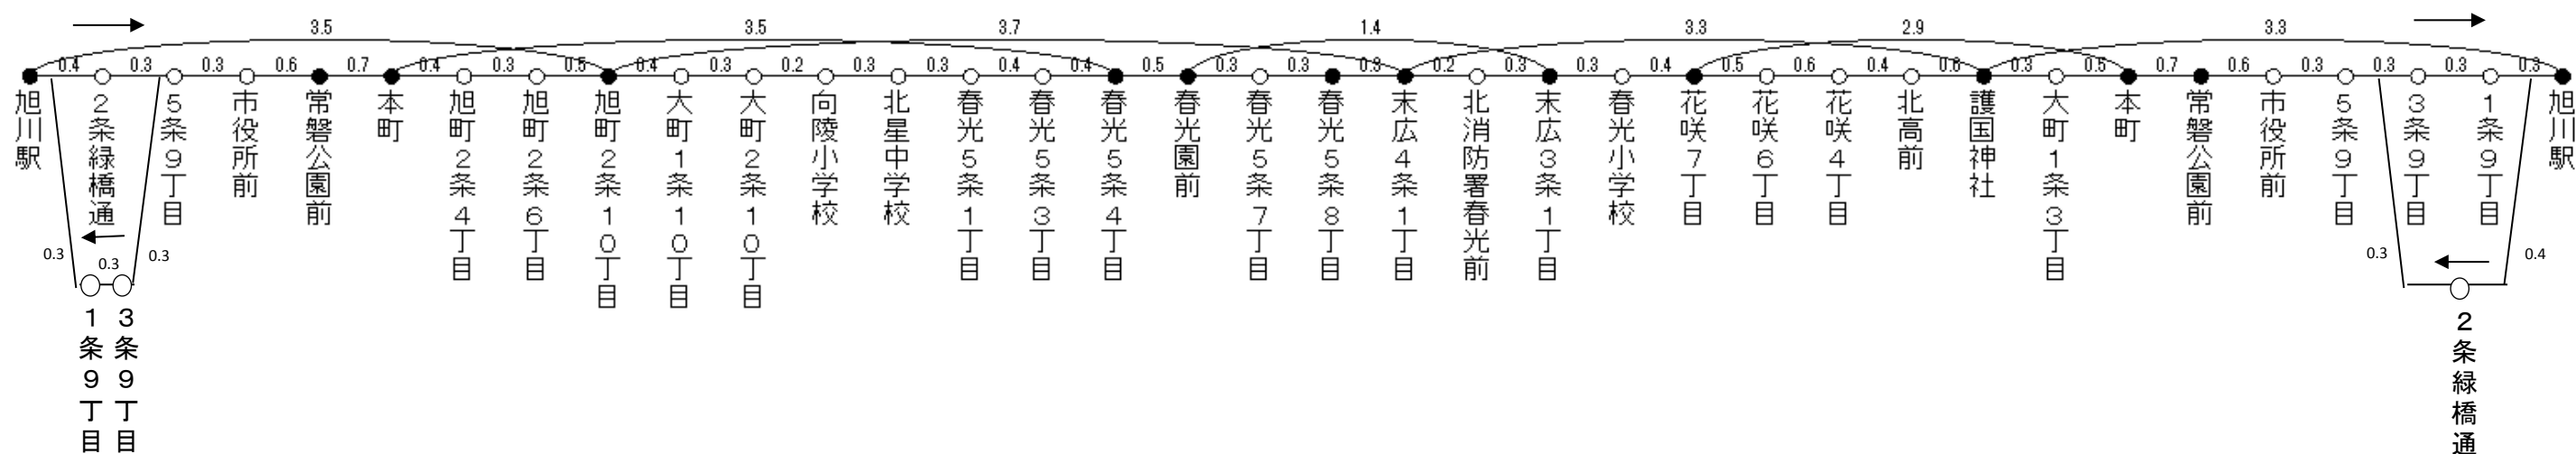 3.5 3.5 3.7 1.4 3.3 2.9 3.3
0.4 0.3 0.3 0.6 0.7 0.4 0.3 0.5 0.4 0.3 0.2 0.3 0.3 0.4 0.4 0.5 0.3 0.3 0.2 0.3 0.3 0.4 0.5 0.6 0.4 0.6 0.3 0.5 0.7 0.6 0.3 0.3 0.3 0.3
旭川駅
2条緑橋通
5条9丁目
市役所前
常磐公園前
本町
旭町2条4丁目
旭町2条6丁目
旭町2条10丁目
大町1条10丁目
大町2条10丁目
向陵小学校
北星中学校
春光5条1丁目
春光5条3丁目
春光5条4丁目
春光園前
春光5条7丁目
春光5条8丁目
末広4条1丁目
北消防署春光前
末広3条1丁目
春光小学校
花咲7丁目
花咲6丁目
花咲4丁目
北高前
護国神社
大町1条3丁目
本町
常磐公園前
市役所前
5条9丁目
3条9丁目
1条9丁目
旭川駅
0.3 0.3 0.3
1条9丁目
3条9丁目
0.3 0.4
2条緑橋通